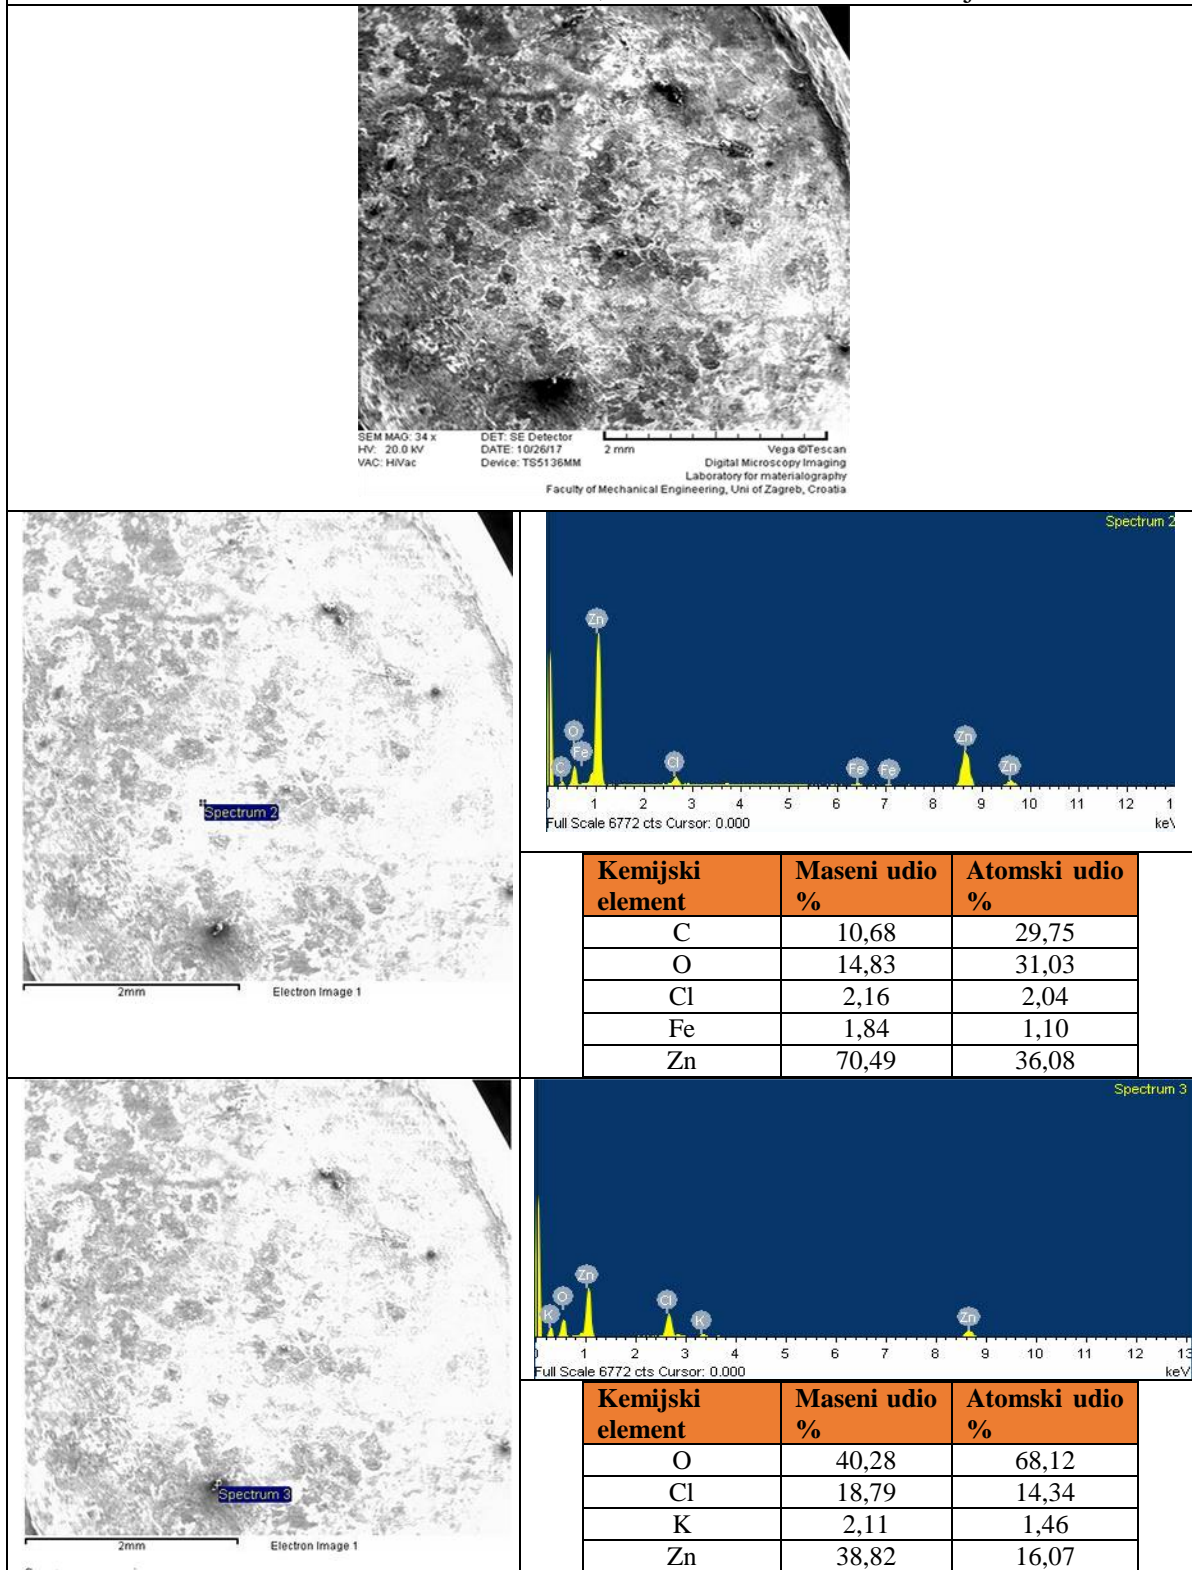 SEM MAG: 34 x DET: SE Detector 2 mm Vega ©Tescan
HV: 20.0 kV DATE: 10/26/17 Digital Microscopy Imaging
VAC: HiVac Device: TS5136MM Laboratory for materialography
Faculty of Mechanical Engineering, Uni of Zagreb, Croatia
Spectrum 2
2mm Electron Image 1
Spectrum 2
Zn
O
Fe
C
Cl
Fe
Fe
Zn
Zn
1 2 3 4 5 6 7 8 9 10 11 12
Full Scale 6772 cts Cursor: 0.000
Kemijski element Maseni udio % Atomski udio %
C 10,68 29,75
O 14,83 31,03
Cl 2,16 2,04
Fe 1,84 1,10
Zn 70,49 36,08
Spectrum 3
2mm Electron Image 1
Spectrum 3
Zn
O
K
Cl
K
Zn
1 2 3 4 5 6 7 8 9 10 11 12 13
Full Scale 6772 cts Cursor: 0.000 keV
Kemijski element Maseni udio % Atomski udio %
O 40,28 68,12
Cl 18,79 14,34
K 2,11 1,46
Zn 38,82 16,07